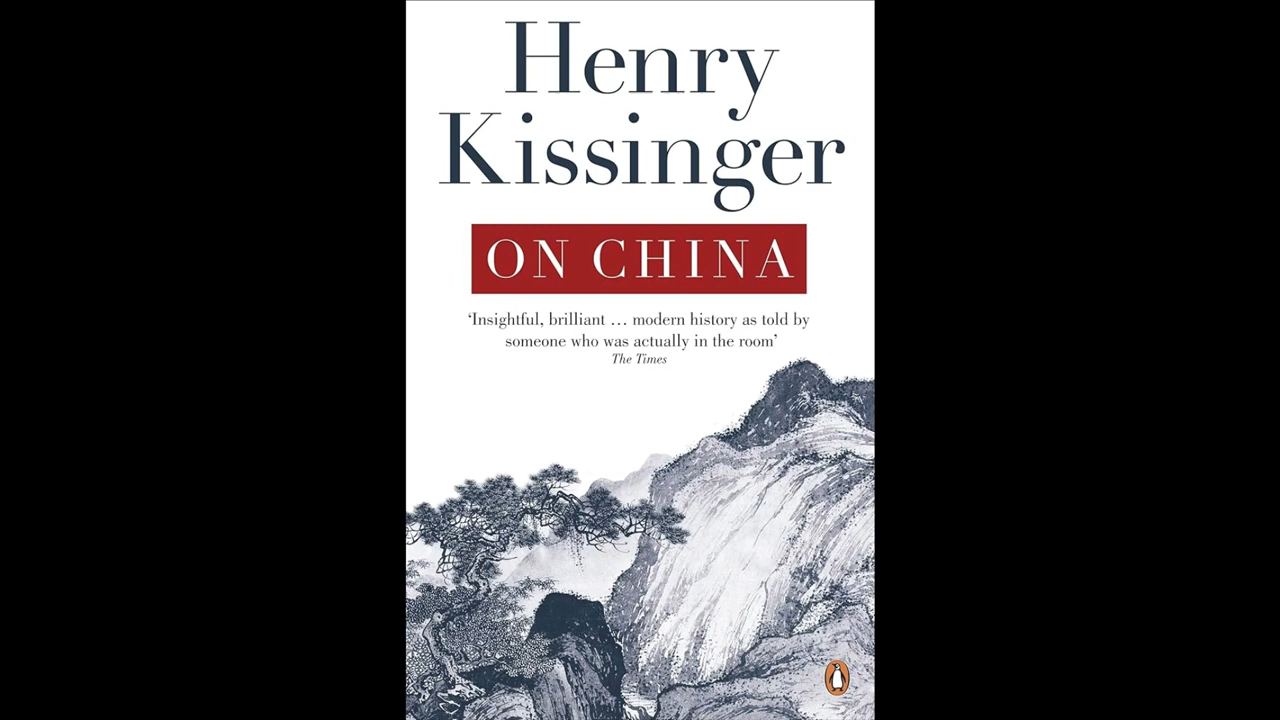 Henry
Kissinger
ON CHINA
‘Insightful, brilliant … modern history as told by
someone who was actually in the room’
The Times